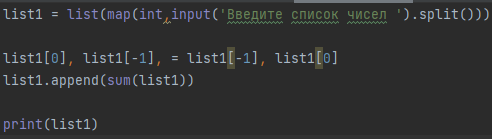 list1 = list(map(int,input('Введите список чисел ').split()))
list1[0], list1[-1], = list1[-1], list1[0]
list1.append(sum(list1))
print(list1)